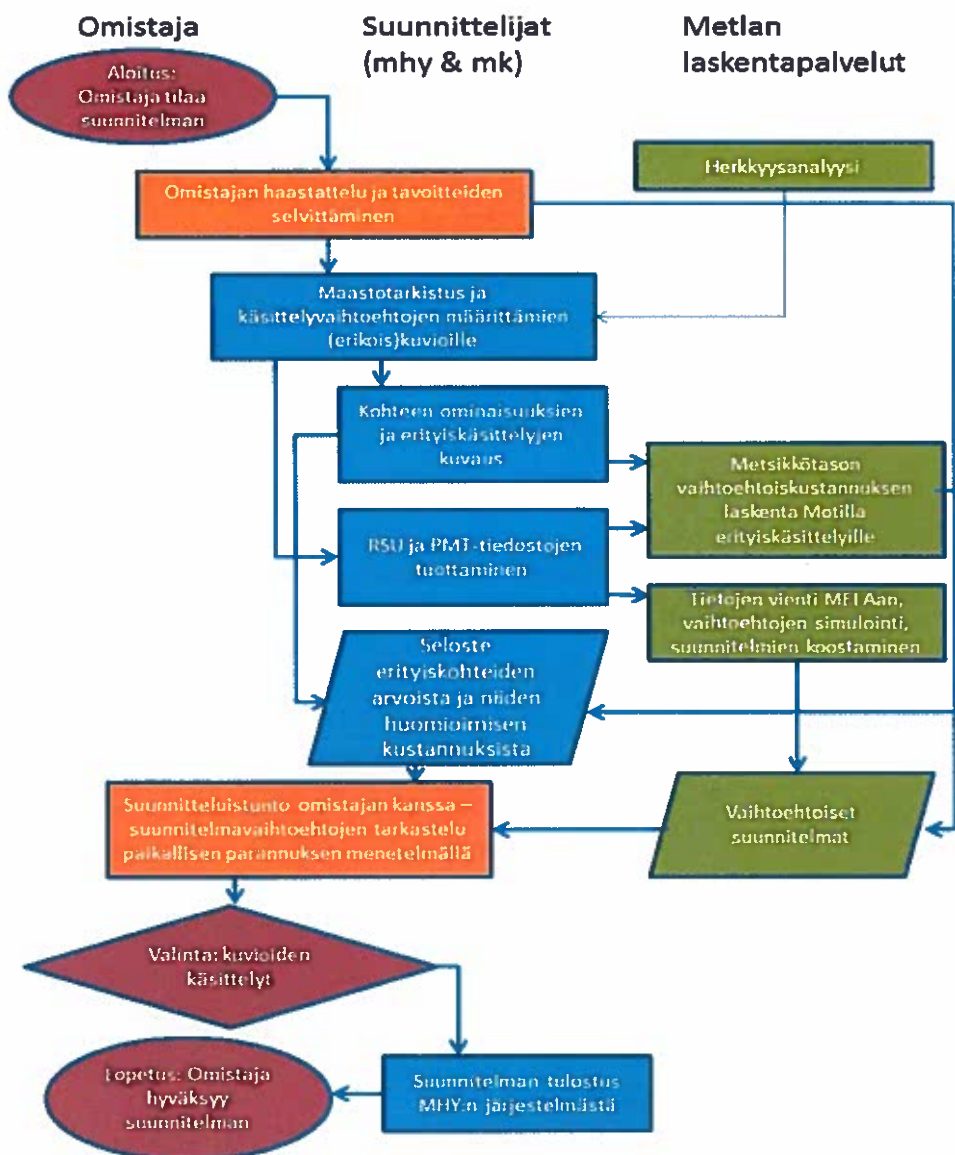 Omistaja
Suunnittelijat
(mhy & mk)
Metlan
laskentapalvelut
Aloitus:
Omistaja tilaa
suunnitelman
Herkkyysanalyysi
Omistajan haastattelu ja tavoitteiden
selvittäminen
Maastotarkistus ja
käsittelyvaihtoehtojen määrittämien
(erikois)kuvioille
Kohteen ominaisuuksien
ja erityiskäsittelyjen
kuvaus
Metsikkötason
vaihtoehtoiskustannuksen
laskenta Motilla
erityiskäsittelyille
RSU ja PMT-tiedostojen
tuottaminen
Tietojen vienti MELAan,
vaihtoehtojen simulointi,
suunnitelmien koostaminen
Seloste
erityiskohteiden
arvoista ja niiden
huomioimisen
kustannuksista
Suunnitteluistunto omistajan kanssa –
suunnitelmavaihtoehtojen tarkastelu
paikallisen parannuksen menetelmällä
Vaihtoehtoiset
suunnitelmat
Valinta: kuvioiden
käsittelyt
Lopetus: Omistaja
hyväksyy
suunnitelman
Suunnitelman tulostus
MHY:n järjestelmästä